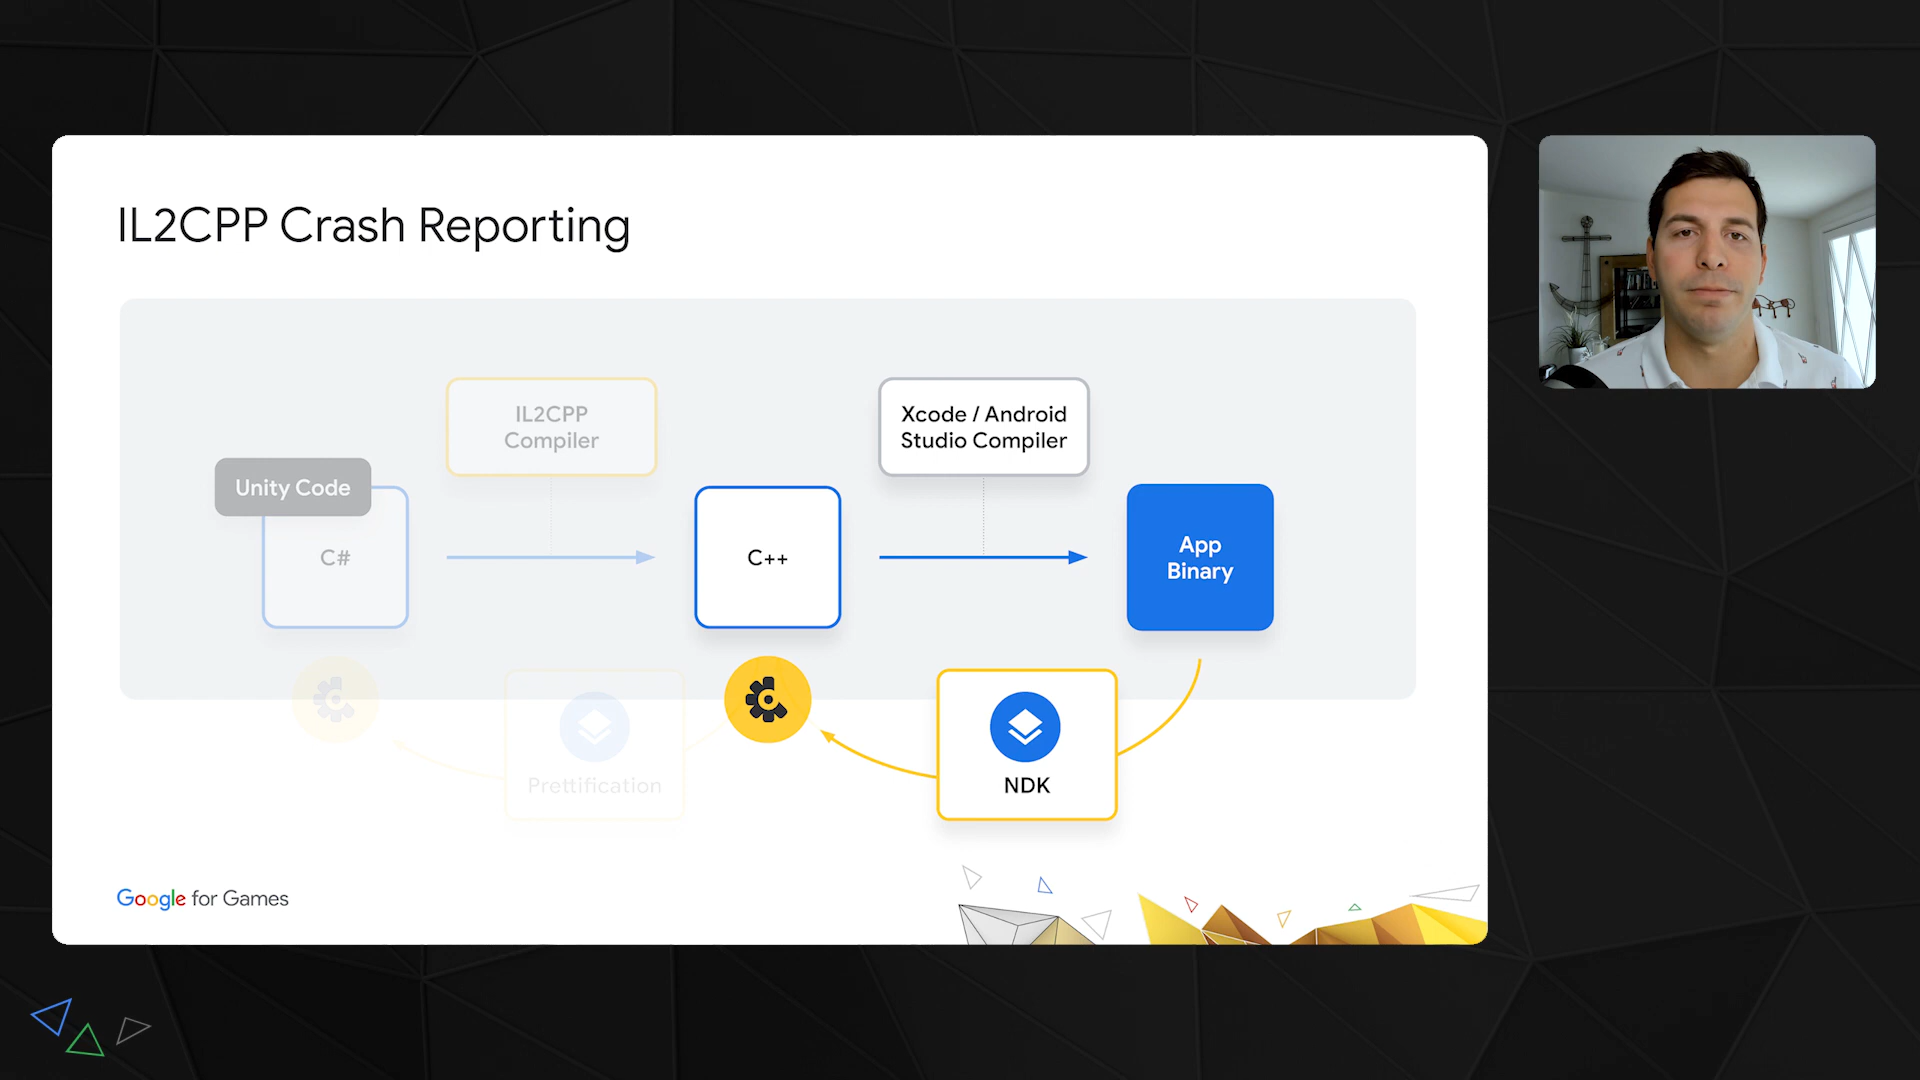 IL2CPP Crash Reporting
IL2CPP
Compiler
Xcode / Android
Studio Compiler
Unity Code
C#
C++
App
Binary
Prettification
NDK
Google for Games